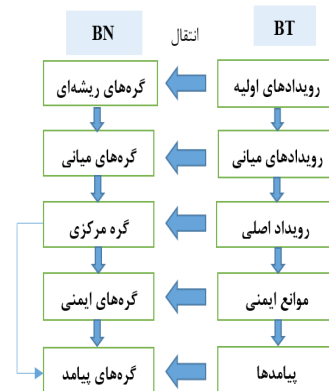 BT
انتقال
BN
رویدادهای اولیه
گره‌های ریشه‌ای
رویدادهای میانی
گره‌های میانی
رویداد اصلی
گره مرکزی
موانع ایمنی
گره‌های ایمنی
پیامدها
گره‌های پیامد